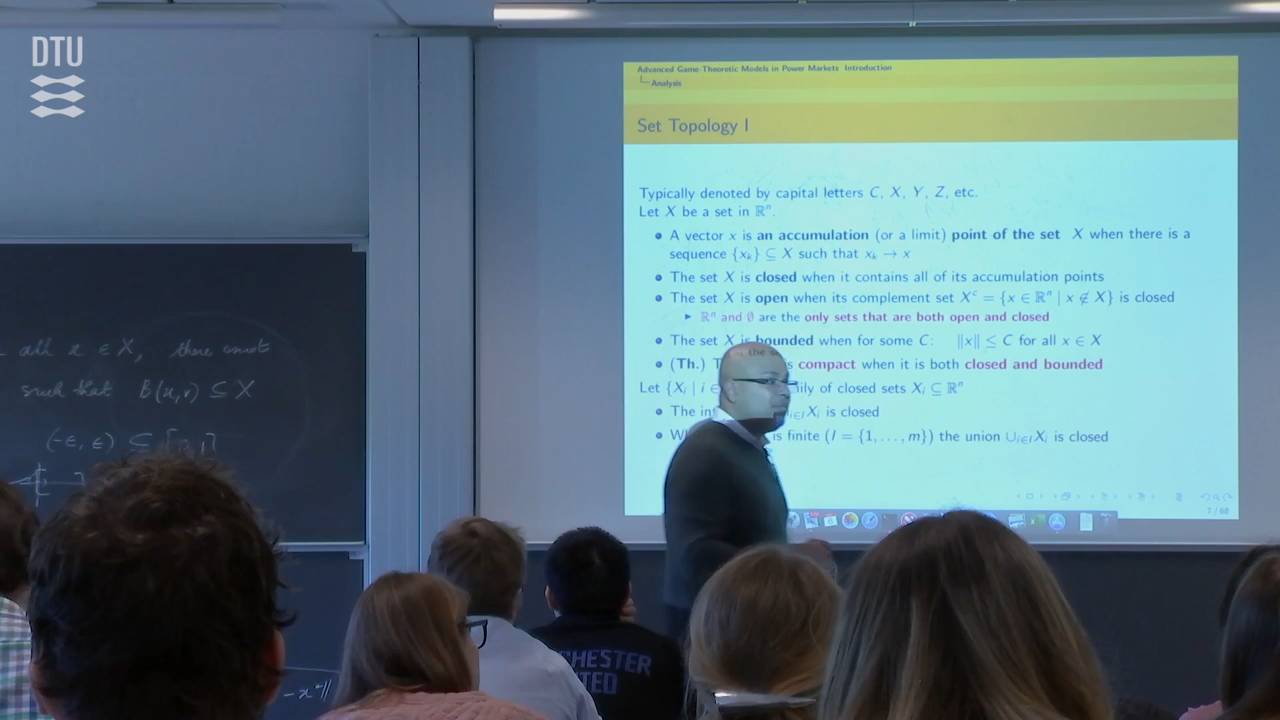 DTU
Advanced Game-Theoretic Models in Power Markets Introduction
Analysis
Set Topology I
Typically denoted by capital letters C, X, Y, Z, etc.
Let X be a set in ℝⁿ.
A vector x is an accumulation (or a limit) point of the set X when there is a
sequence {xₖ} ⊆ X such that xₖ → x
The set X is closed when it contains all of its accumulation points
The set X is open when its complement set Xᶜ = {x ∈ ℝⁿ | x ∉ X} is closed
ℝⁿ and ∅ are the only sets that are both open and closed
The set X is bounded when for some C: ‖x‖ ≤ C for all x ∈ X
(Th.) compact when it is both closed and bounded
Let {Xᵢ | i ∈ of closed sets Xᵢ ⊆ ℝⁿ
The i∈I Xᵢ is closed
is finite (I = {1, . . . , m}) the union ∪ᵢ∈I Xᵢ is closed
7 / 68
all x ∈ X, there
such that B(x,r) ⊆ X
(-ε, ε) ⊆
CHESTER
TED